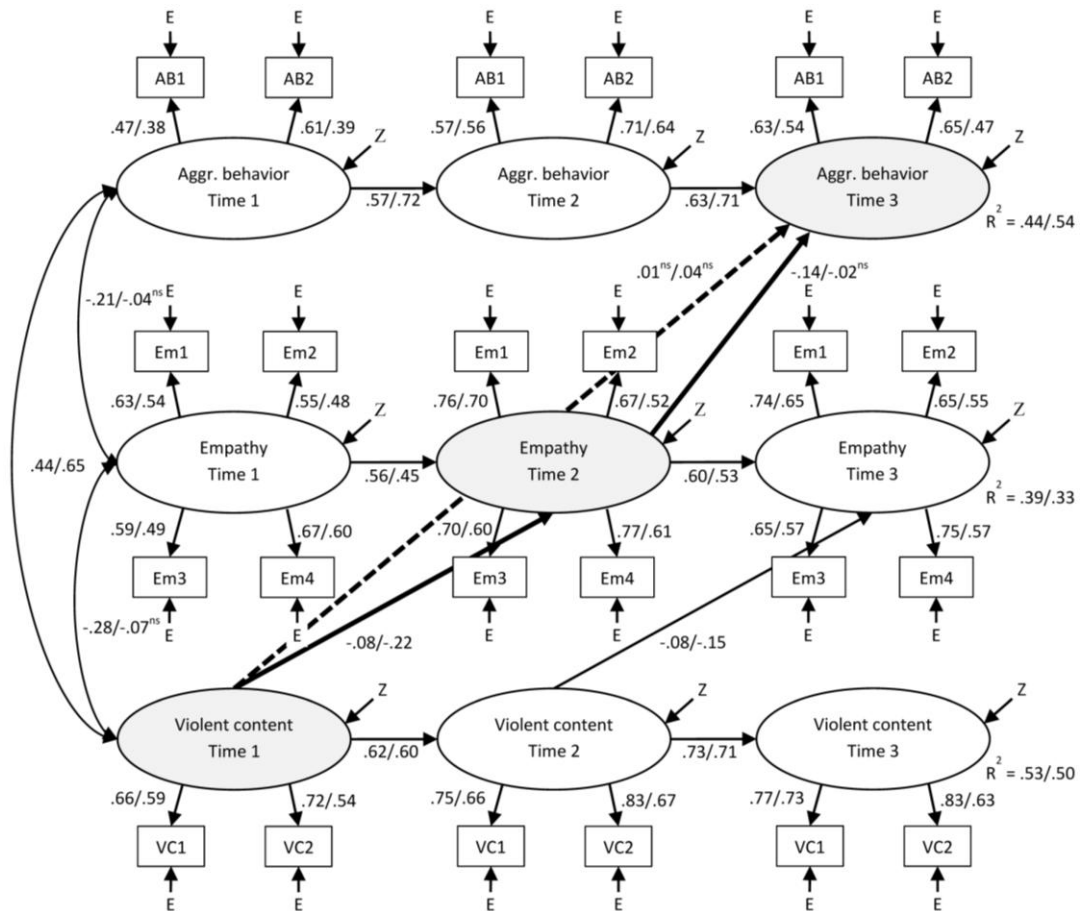 E E E E E E
AB1 AB2 AB1 AB2 AB1 AB2
.47/.38 .61/.39 Z .57/.56 .71/.64 Z .63/.54 .65/.47 Z
Aggr. behavior Aggr. behavior Aggr. behavior
Time 1 .57/.72 Time 2 .63/.71 Time 3
R² = .44/.54
.01ⁿˢ/.04ⁿˢ -.14/-.02ⁿˢ
-.21/-.04ⁿˢ E E E E E E
Em1 Em2 Em1 Em2 Em1 Em2
.63/.54 .55/.48 Z .76/.70 .67/.52 Z .74/.65 .65/.55 Z
Empathy Empathy Empathy
.44/.65 Time 1 .56/.45 Time 2 .60/.53 Time 3
R² = .39/.33
.59/.49 .67/.60 .70/.60 .77/.61 .65/.57 .75/.57
Em3 Em4 Em3 Em4 Em3 Em4
-.28/-.07ⁿˢ E E E E E E
-.08/-.22 -.08/-.15
Z Z Z
Violent content Violent content Violent content
Time 1 .62/.60 Time 2 .73/.71 Time 3
R² = .53/.50
.66/.59 .72/.54 .75/.66 .83/.67 .77/.73 .83/.63
VC1 VC2 VC1 VC2 VC1 VC2
E E E E E E